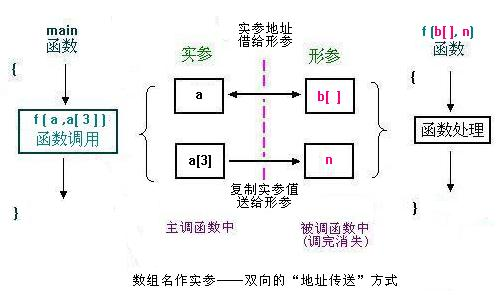 main
函数
{
f ( a ,a[ 3 ] )
函数调用
}
实参
a
a[3]
主调函数中
实参地址
借给形参
复制实参值
送给形参
形参
b[ ]
n
被调函数中
(调完消失)
f (b[ ], n)
函数
{
函数处理
}
数组名作实参——双向的“地址传送”方式